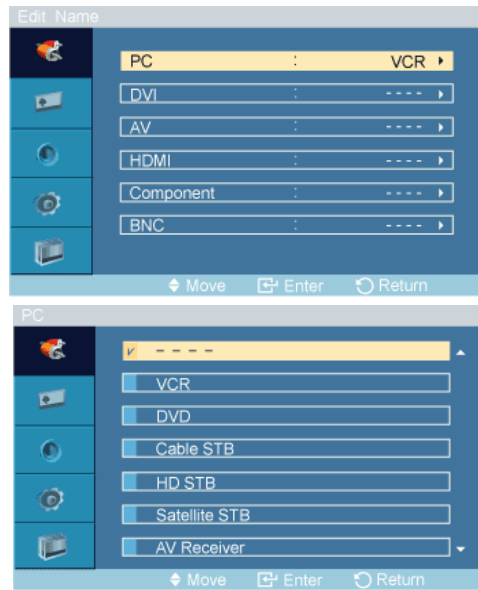 Edit Name
PC : VCR
DVI : - - - -
AV : - - - -
HDMI : - - - -
Component : - - - -
BNC : - - - -
Move Enter Return
PC
- - - -
VCR
DVD
Cable STB
HD STB
Satellite STB
AV Receiver
Move Enter Return